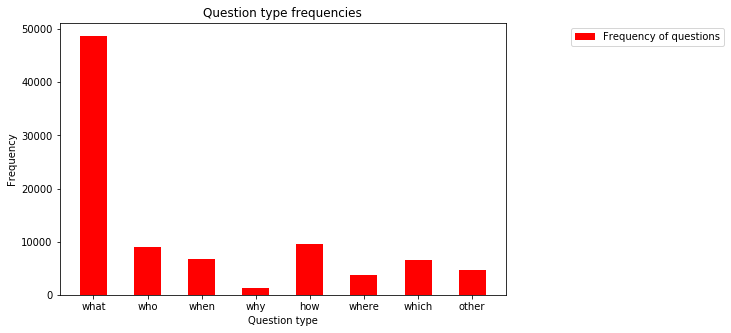 Question type frequencies
Frequency of questions
50000
40000
30000
20000
10000
0
Frequency
what who when why how where which other
Question type